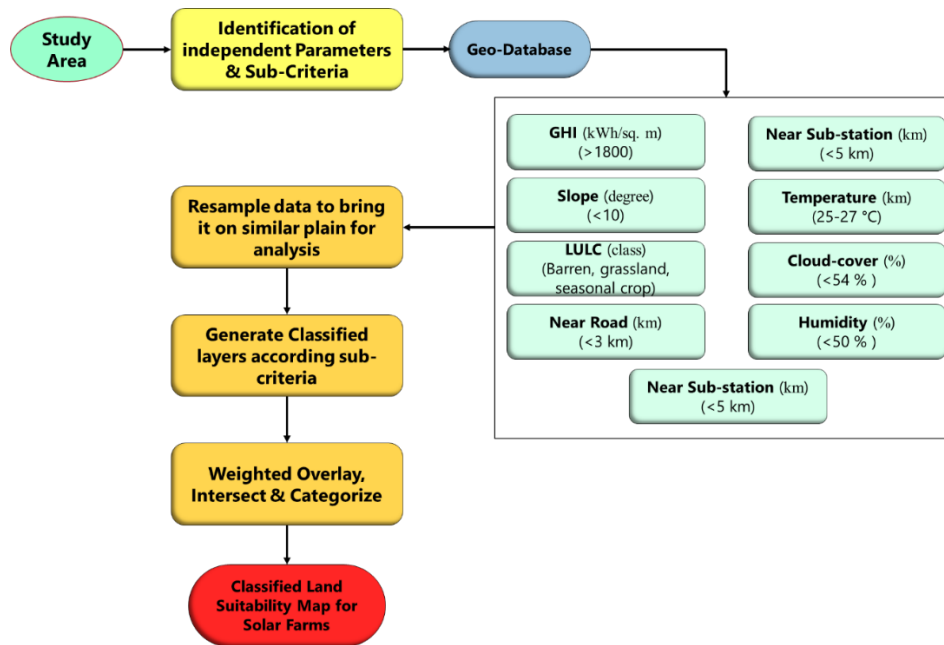 Study
Area
Identification of
independent Parameters
& Sub-Criteria
Geo-Database
GHI (kWh/sq. m)
(>1800)
Near Sub-station (km)
(<5 km)
Slope (degree)
(<10)
Temperature (km)
(25-27 °C)
LULC (class)
(Barren, grassland,
seasonal crop)
Cloud-cover (%)
(<54 % )
Near Road (km)
(<3 km)
Humidity (%)
(<50 % )
Near Sub-station (km)
(<5 km)
Resample data to bring
it on similar plain for
analysis
Generate Classified
layers according sub-
criteria
Weighted Overlay,
Intersect & Categorize
Classified Land
Suitability Map for
Solar Farms